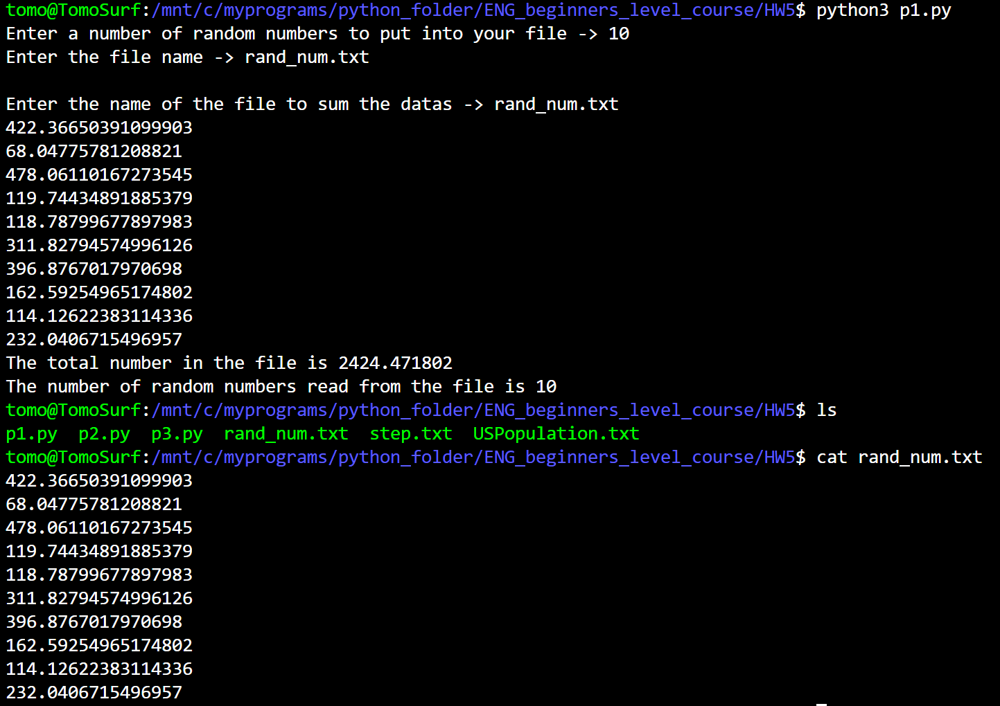 tomo@TomoSurf:/mnt/c/myprograms/python_folder/ENG_beginners_level_course/HW5$ python3 p1.py
Enter a number of random numbers to put into your file -> 10
Enter the file name -> rand_num.txt

Enter the name of the file to sum the datas -> rand_num.txt
422.36650391099903
68.04775781208821
478.06110167273545
119.74434891885379
118.78799677897983
311.82794574996126
396.8767017970698
162.59254965174802
114.12622383114336
232.0406715496957
The total number in the file is 2424.471802
The number of random numbers read from the file is 10
tomo@TomoSurf:/mnt/c/myprograms/python_folder/ENG_beginners_level_course/HW5$ ls
p1.py  p2.py  p3.py  rand_num.txt  step.txt  USPopulation.txt
tomo@TomoSurf:/mnt/c/myprograms/python_folder/ENG_beginners_level_course/HW5$ cat rand_num.txt
422.36650391099903
68.04775781208821
478.06110167273545
119.74434891885379
118.78799677897983
311.82794574996126
396.8767017970698
162.59254965174802
114.12622383114336
232.0406715496957